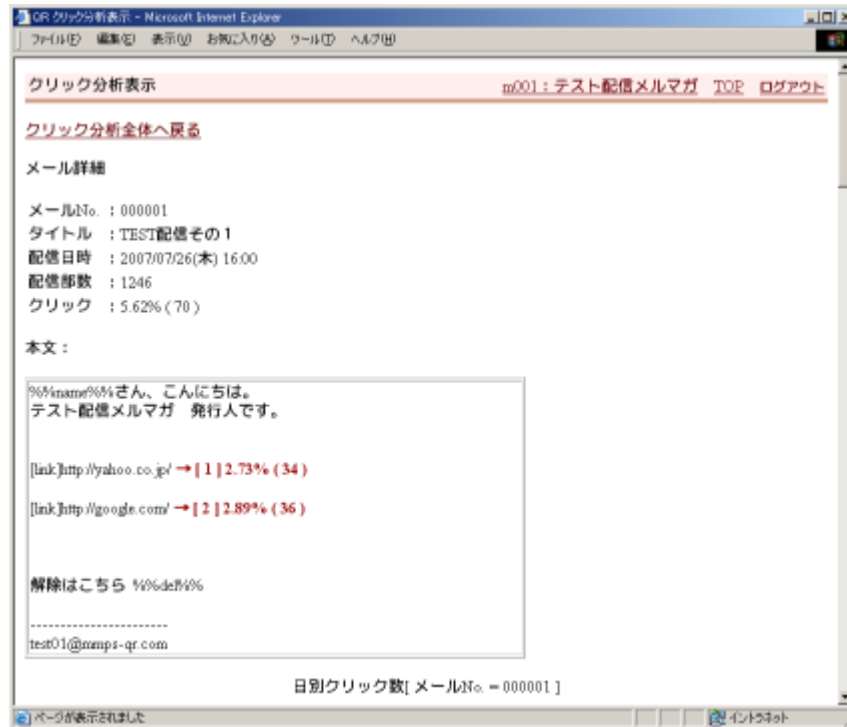 QR クリック分析表示 - Microsoft Internet Explorer
ファイル(F) 編集(E) 表示(V) お気に入り(A) ツール(T) ヘルプ(H)
クリック分析表示 m001：テスト配信メルマガ TOP ログアウト
クリック分析全体へ戻る
メール詳細
メールNo. ：000001
タイトル ：TEST配信その１
配信日時 ：2007/07/26(木) 16:00
配信部数 ：1246
クリック ：5.62% ( 70 )
本文：
%%name%%さん、こんにちは。
テスト配信メルマガ　発行人です。
[link]http://yahoo.co.jp/ →[ 1 ] 2.73% ( 34 )
[link]http://google.com/ →[ 2 ] 2.89% ( 36 )
解除はこちら %%del%%
-----------------------
test01@mmps-qr.com
日別クリック数[ メールNo. = 000001 ]
ページが表示されました イントラネット